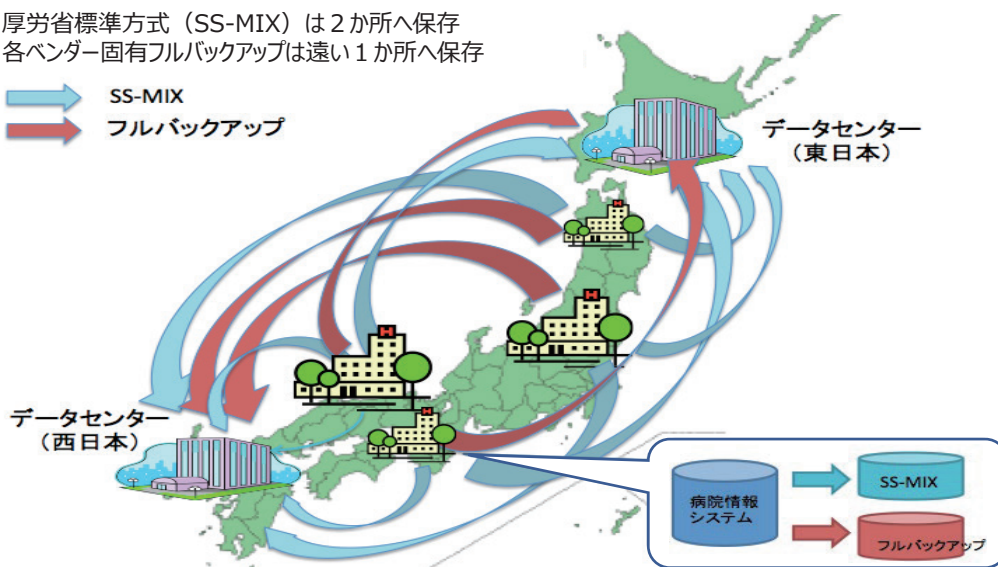 厚労省標準方式（SS-MIX）は２か所へ保存
各ベンダー固有フルバックアップは遠い１か所へ保存
SS-MIX
フルバックアップ
データセンター
（東日本）
H
H
H
H
データセンター
（西日本）
病院情報
システム
SS-MIX
フルバックアップ